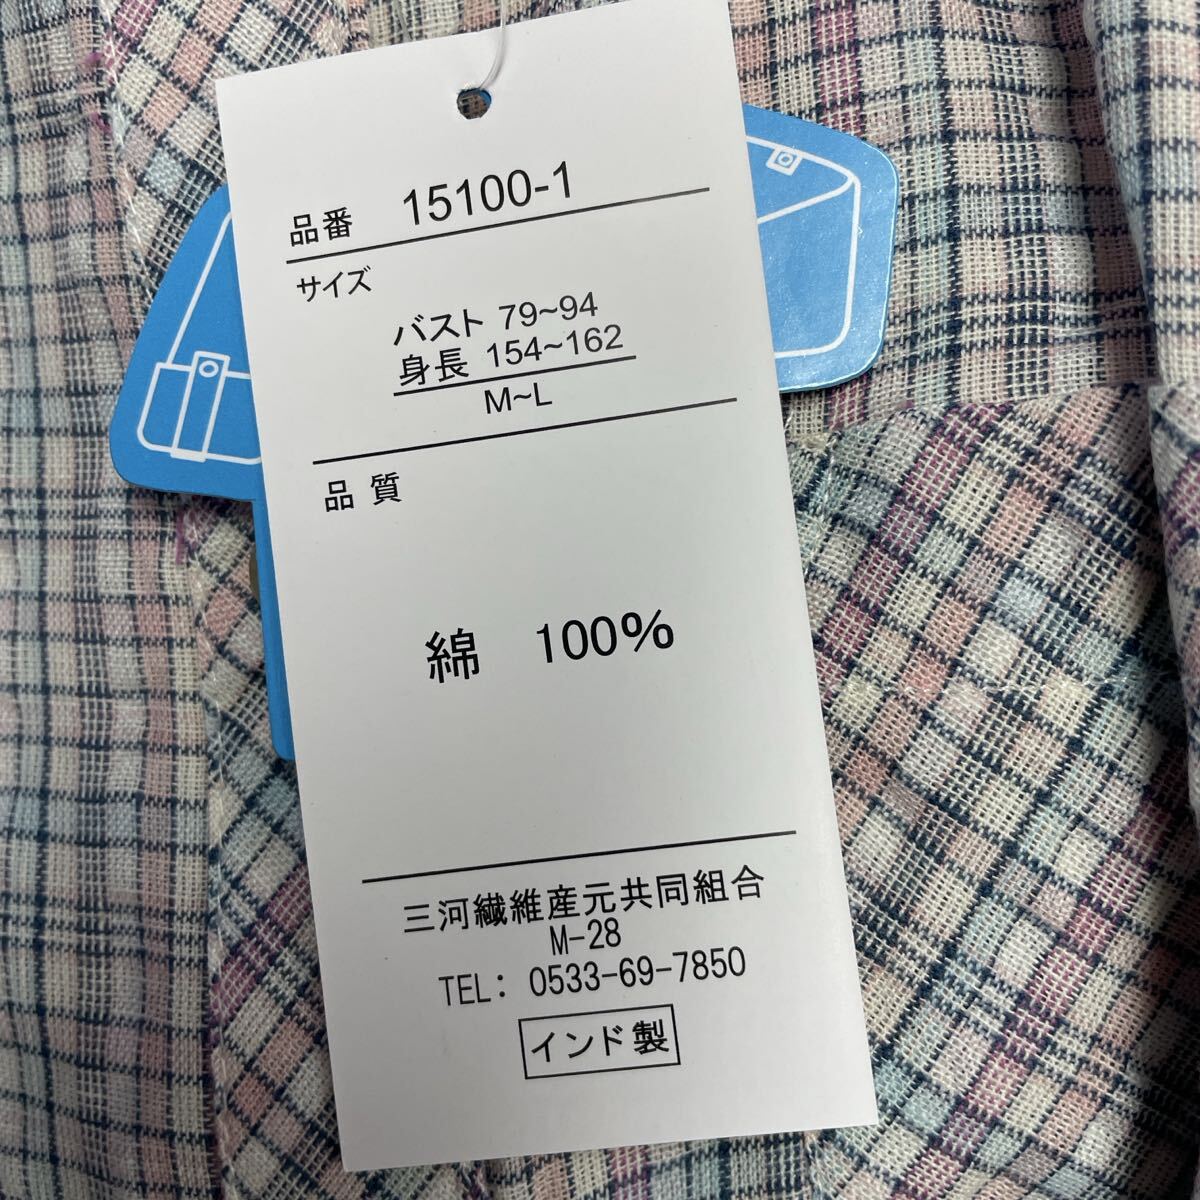 品番 15100-1
サイズ
バスト 79~94
身長 154~162
M~L
品質
綿 100%
三河繊維産元共同組合
M-28
TEL: 0533-69-7850
インド製